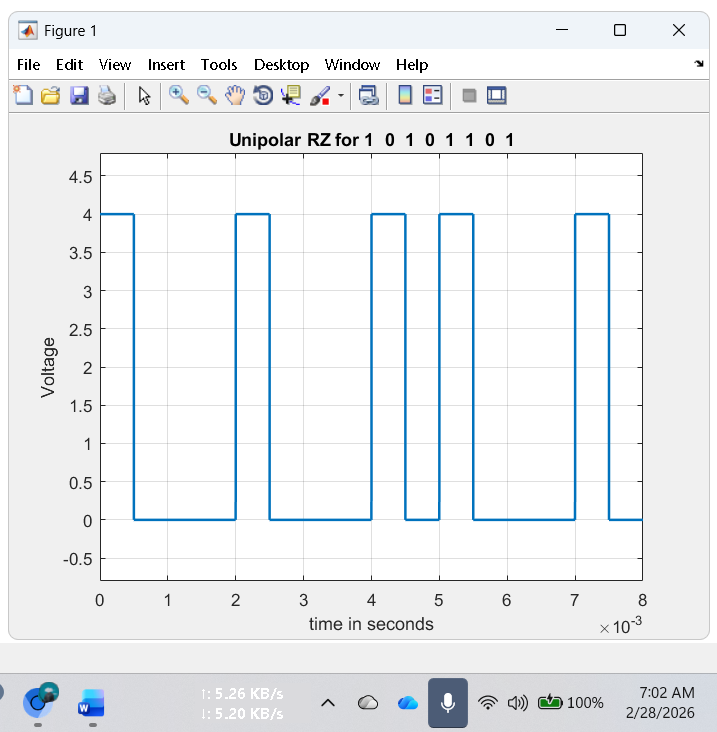 Figure 1
File Edit View Insert Tools Desktop Window Help
Unipolar RZ for 1 0 1 0 1 1 0 1
4.5
4
3.5
3
2.5
2
1.5
1
0.5
0
-0.5
Voltage
0 1 2 3 4 5 6 7 8
time in seconds
×10-3
W
↑: 5.26 KB/s
↓: 5.20 KB/s
100%
7:02 AM
2/28/2026